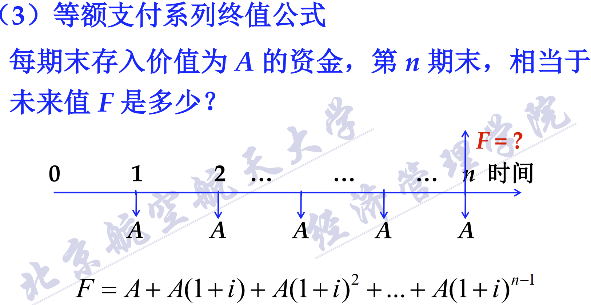 （3）等额支付系列终值公式
每期末存入价值为 A 的资金，第 n 期末，相当于
未来值 F 是多少？
F = ?
0 1 2 … … … n 时间
A A A A A
F = A + A(1+i) + A(1+i)² + ... + A(1+i)ⁿ⁻¹
北京航空航天大学 经济管理学院